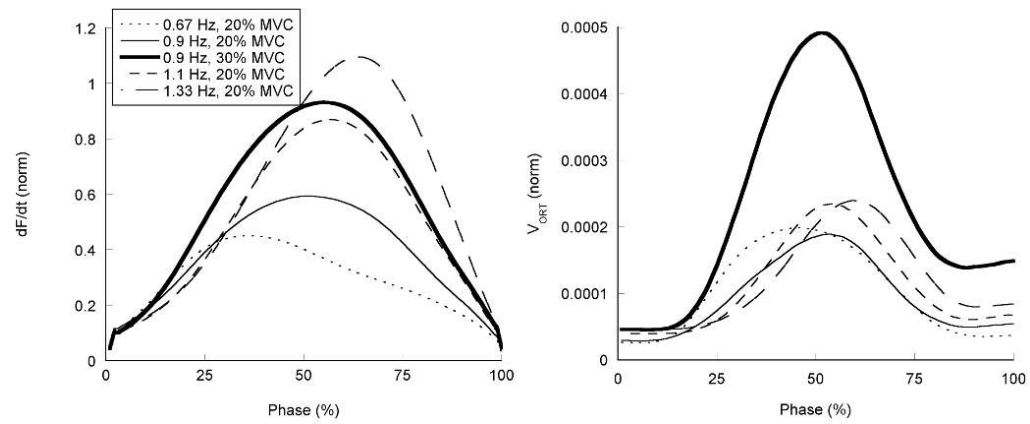 0.67 Hz, 20% MVC
0.9 Hz, 20% MVC
0.9 Hz, 30% MVC
1.1 Hz, 20% MVC
1.33 Hz, 20% MVC
1.2
1
0.8
0.6
0.4
0.2
0
dF/dt (norm)
0
25
50
75
100
Phase (%)
0.0005
0.0004
0.0003
0.0002
0.0001
0
V_ORT (norm)
0
25
50
75
100
Phase (%)